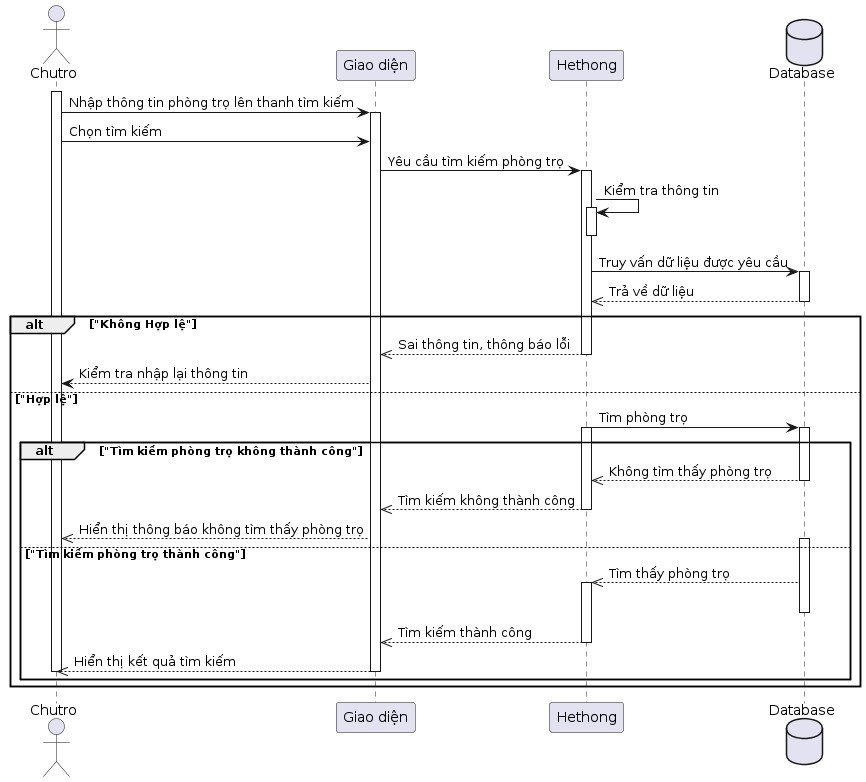 Chutro
Giao diện
Hethong
Database
Nhập thông tin phòng trọ lên thanh tìm kiếm
Chọn tìm kiếm
Yêu cầu tìm kiếm phòng trọ
Kiểm tra thông tin
Truy vấn dữ liệu được yêu cầu
Trả về dữ liệu
alt ["Không Hợp lệ"]
Sai thông tin, thông báo lỗi
Kiểm tra nhập lại thông tin
["Hợp lệ"]
Tìm phòng trọ
alt ["Tìm kiếm phòng trọ không thành công"]
Không tìm thấy phòng trọ
Tìm kiếm không thành công
Hiển thị thông báo không tìm thấy phòng trọ
["Tìm kiếm phòng trọ thành công"]
Tìm thấy phòng trọ
Tìm kiếm thành công
Hiển thị kết quả tìm kiếm
Chutro
Giao diện
Hethong
Database